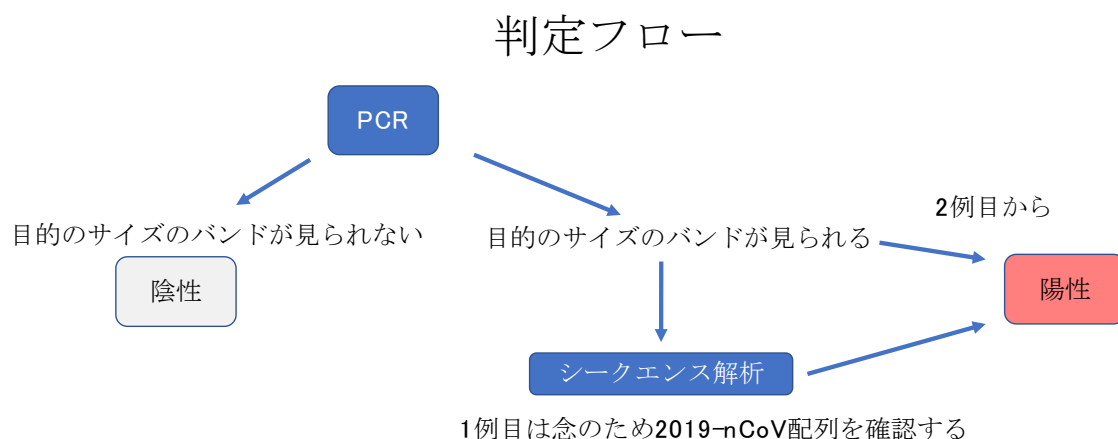 判定フロー
PCR
目的のサイズのバンドが見られない
陰性
目的のサイズのバンドが見られる
2例目から
陽性
シークエンス解析
1例目は念のため2019-nCoV配列を確認する